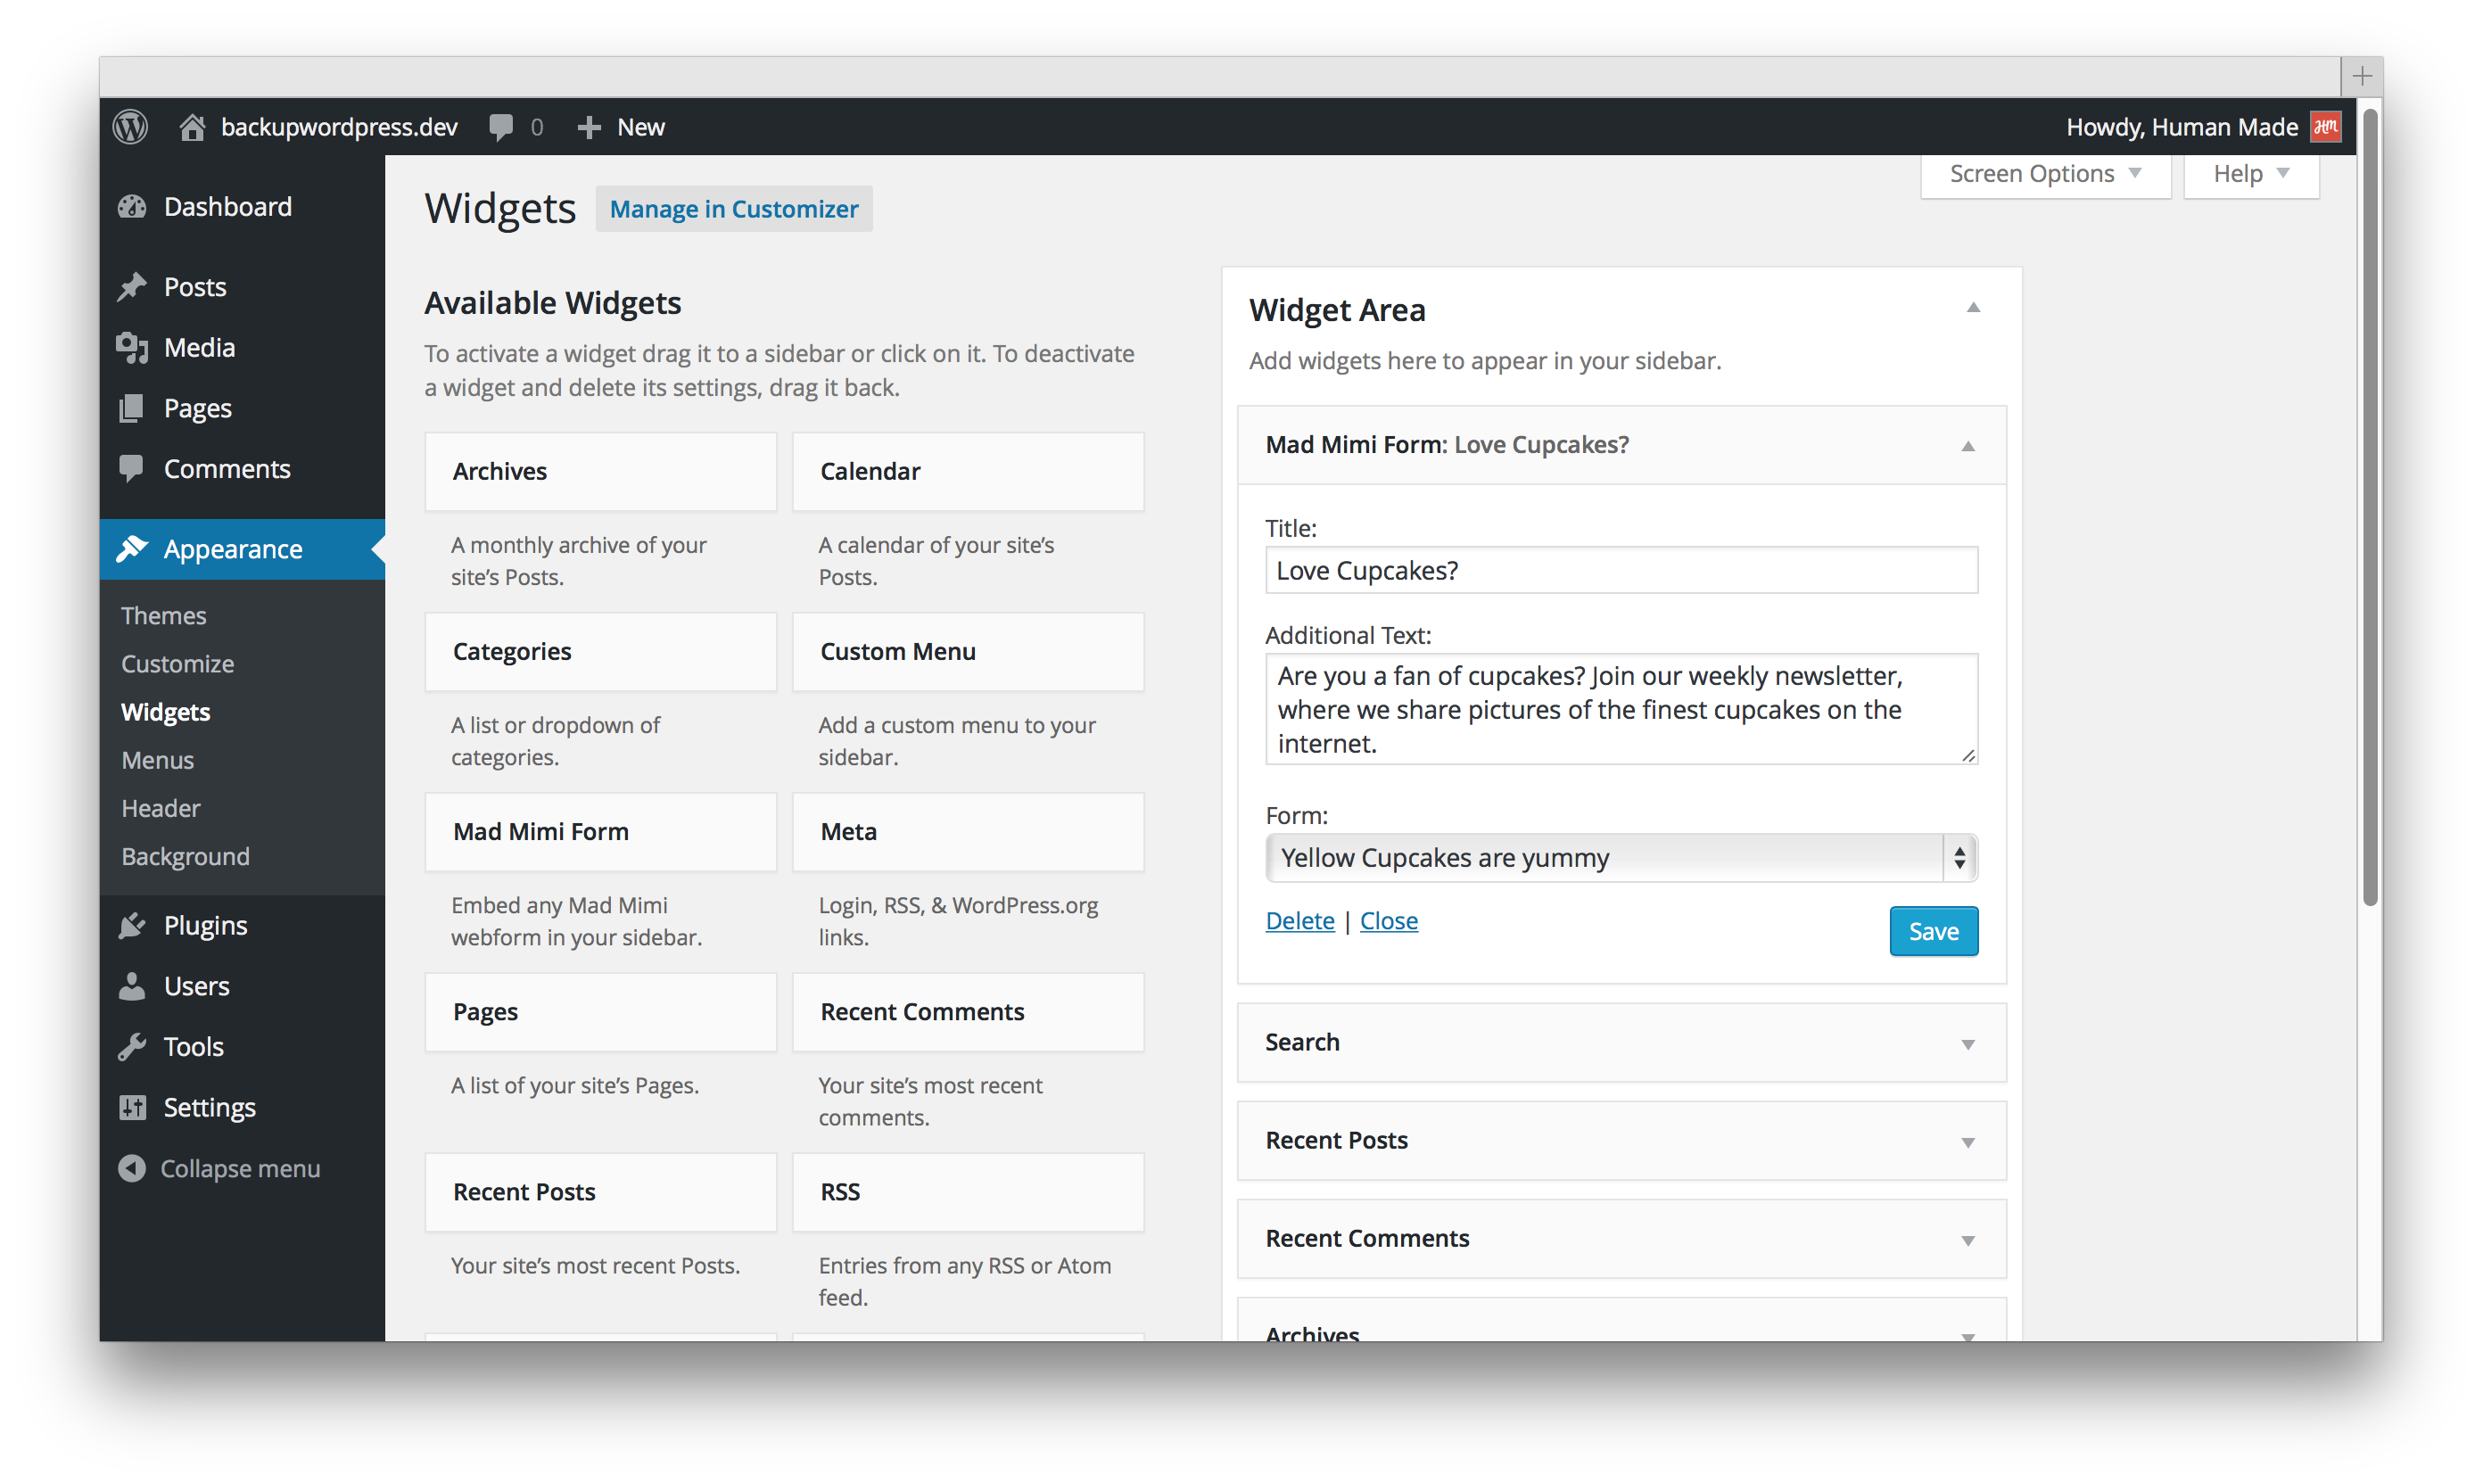 backupwordpress.dev 0 New Howdy, Human Made HM
Dashboard
Posts
Media
Pages
Comments
Appearance
Themes
Customize
Widgets
Menus
Header
Background
Plugins
Users
Tools
Settings
Collapse menu
Screen Options Help
Widgets Manage in Customizer
Available Widgets
To activate a widget drag it to a sidebar or click on it. To deactivate
a widget and delete its settings, drag it back.
Archives
A monthly archive of your
site’s Posts.
Calendar
A calendar of your site’s
Posts.
Categories
A list or dropdown of
categories.
Custom Menu
Add a custom menu to your
sidebar.
Mad Mimi Form
Embed any Mad Mimi
webform in your sidebar.
Meta
Login, RSS, & WordPress.org
links.
Pages
A list of your site’s Pages.
Recent Comments
Your site’s most recent
comments.
Recent Posts
Your site’s most recent Posts.
RSS
Entries from any RSS or Atom
feed.
Widget Area
Add widgets here to appear in your sidebar.
Mad Mimi Form: Love Cupcakes?
Title:
Love Cupcakes?
Additional Text:
Are you a fan of cupcakes? Join our weekly newsletter,
where we share pictures of the finest cupcakes on the
internet.
Form:
Yellow Cupcakes are yummy
Delete | Close
Save
Search
Recent Posts
Recent Comments
Archives